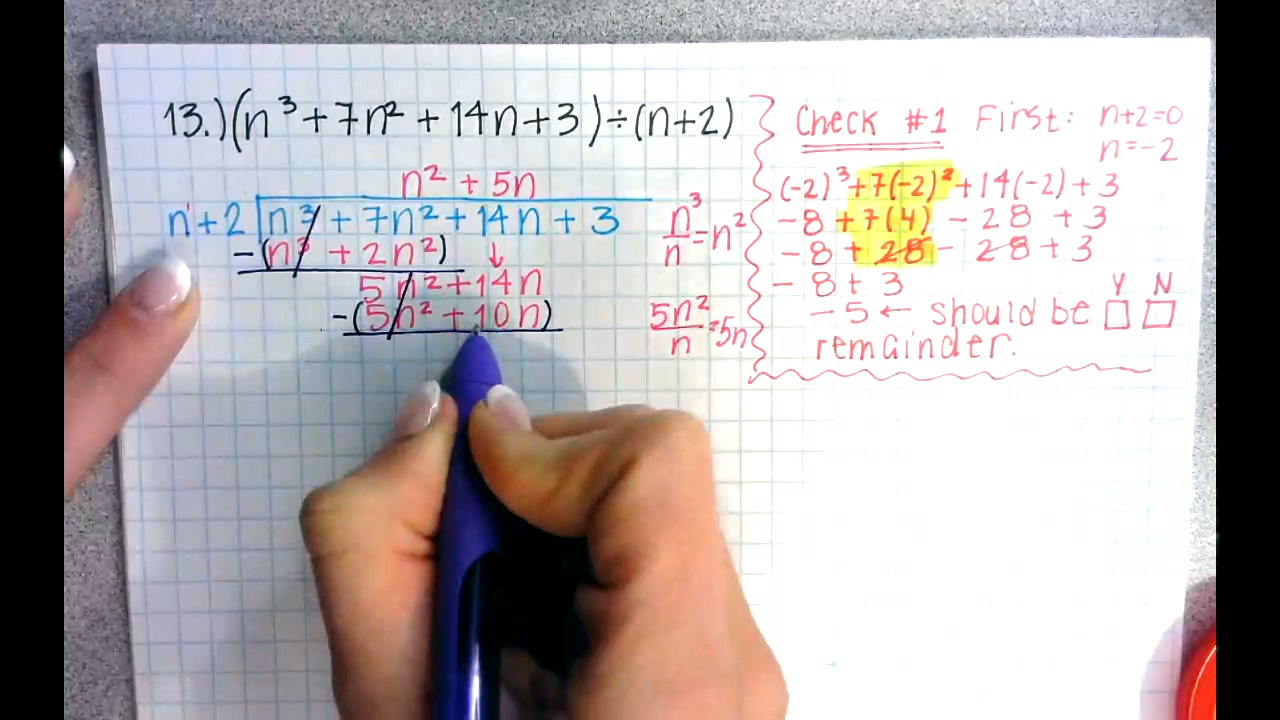 13.) (n³ + 7n² + 14n + 3) ÷ (n+2)
n² + 5n
n + 2 n³ + 7n² + 14n + 3
-(n³ + 2n²) ↓
5n² + 14n
-(5n² + 10n)
n³/n = n²
5n²/n = 5n
Check #1 First: n+2=0
n=-2
(-2)³ + 7(-2)² + 14(-2) + 3
-8 + 7(4) - 28 + 3
-8 + 28 - 28 + 3
-8 + 3 Y N
-5 ← should be □ □
remainder.